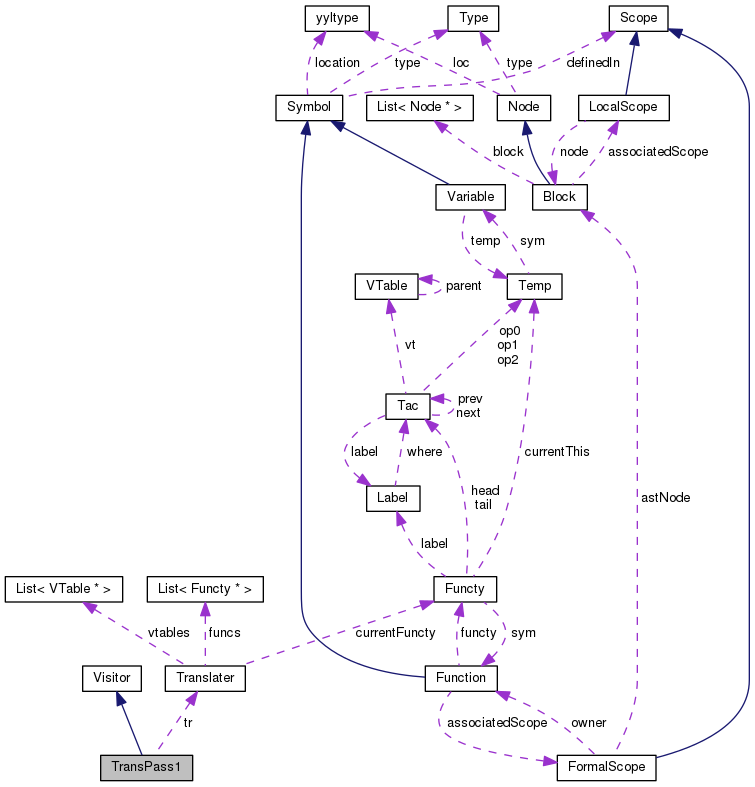 yyltype
Type
Scope
location
type
loc
type
definedIn
Symbol
List< Node * >
Node
LocalScope
block
node
associatedScope
Variable
Block
temp
sym
VTable
parent
Temp
vt
op0
op1
op2
Tac
prev
next
label
where
currentThis
Label
head
tail
astNode
label
List< VTable * >
List< Functy * >
Functy
vtables
funcs
currentFuncty
functy
sym
Visitor
Translater
Function
tr
associatedScope
owner
TransPass1
FormalScope